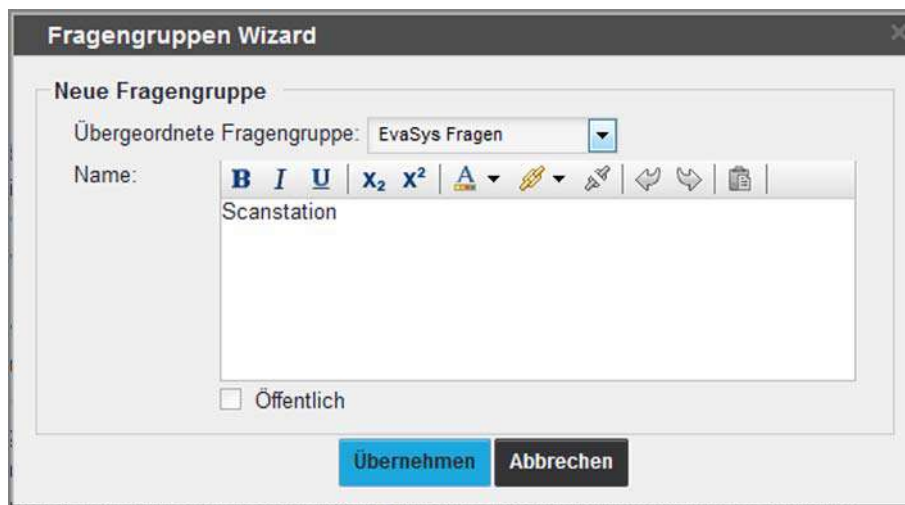 Fragengruppen Wizard
Neue Fragengruppe
Übergeordnete Fragengruppe: EvaSys Fragen
Name:
B I U X₂ X² A
Scanstation
Öffentlich
Übernehmen Abbrechen